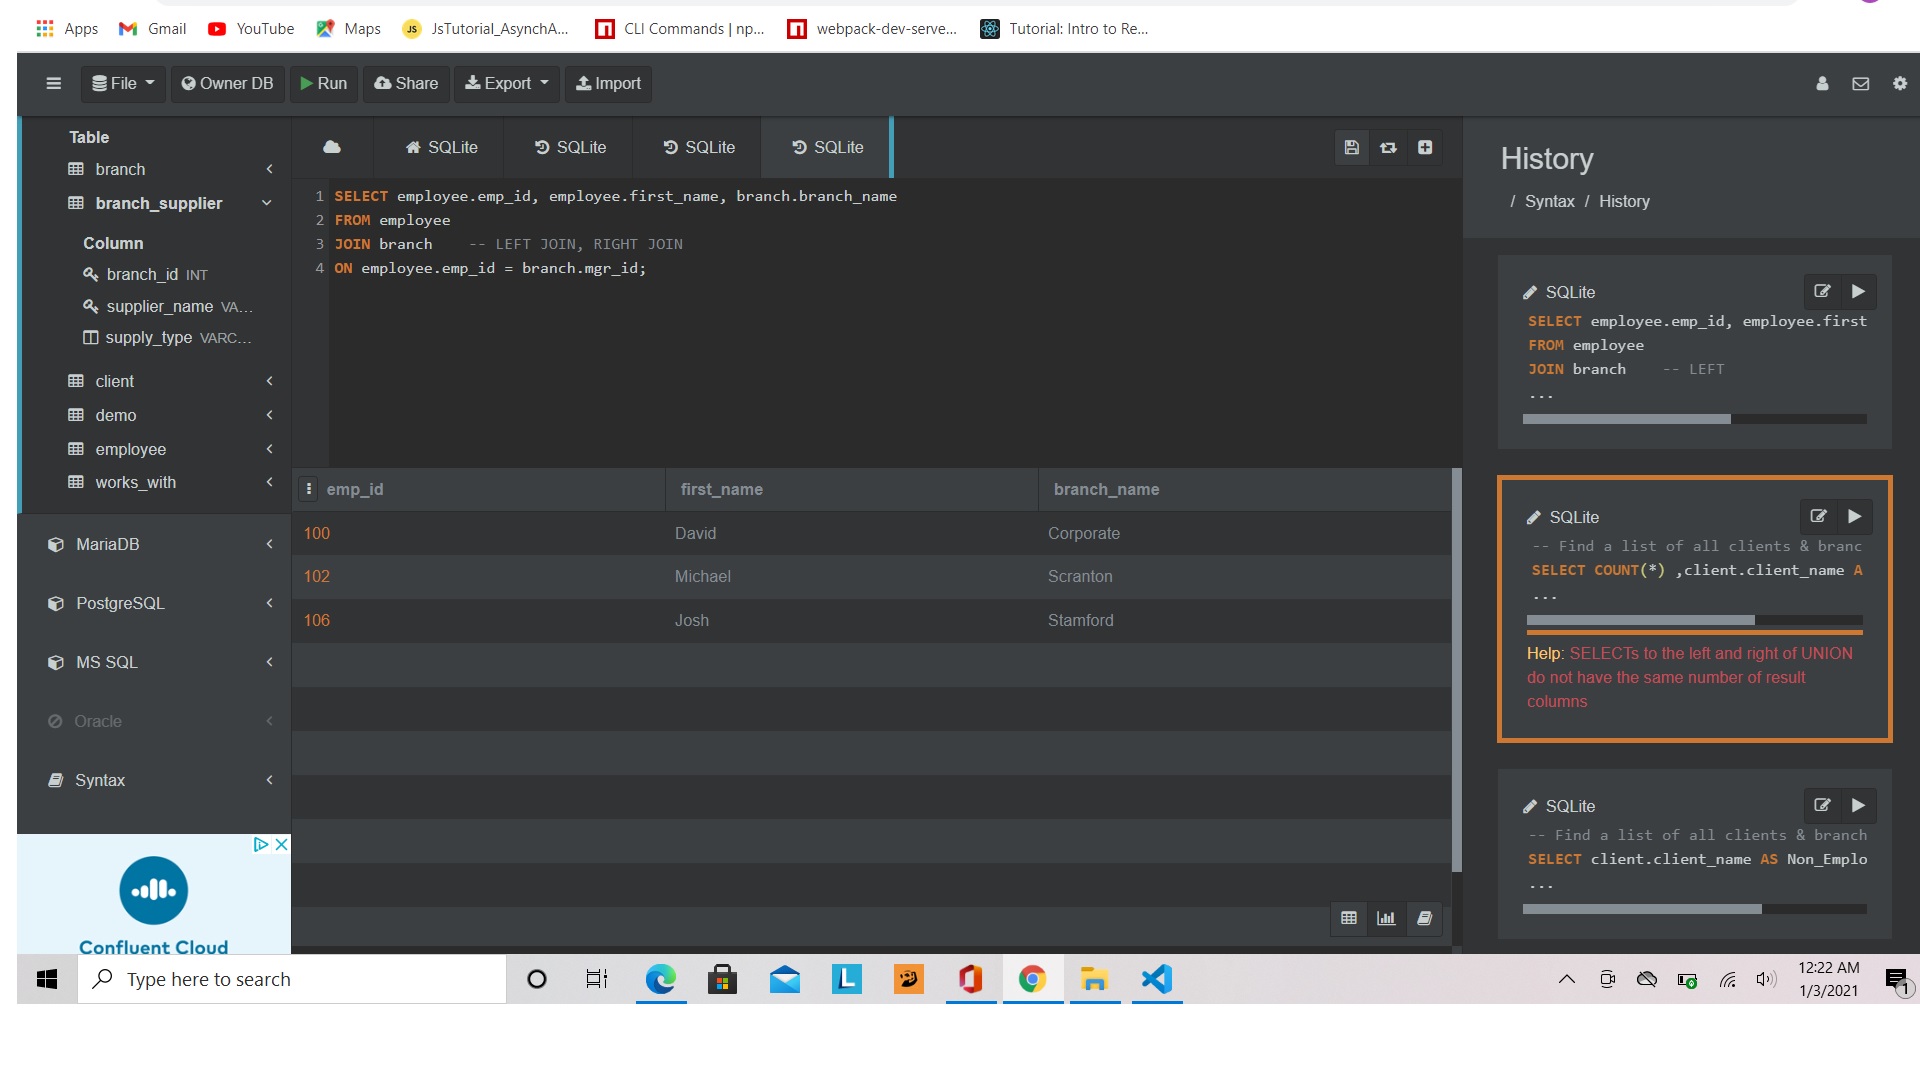 Apps
Gmail
YouTube
Maps
JsTutorial_AsynchA...
CLI Commands | np...
webpack-dev-serve...
Tutorial: Intro to Re...
File
Owner DB
Run
Share
Export
Import
Table
branch
branch_supplier
Column
branch_id INT
supplier_name VA...
supply_type VARC...
client
demo
employee
works_with
MariaDB
PostgreSQL
MS SQL
Oracle
Syntax
Confluent Cloud
SQLite
SQLite
SQLite
SQLite
1 SELECT employee.emp_id, employee.first_name, branch.branch_name
2 FROM employee
3 JOIN branch -- LEFT JOIN, RIGHT JOIN
4 ON employee.emp_id = branch.mgr_id;
emp_id first_name branch_name
100 David Corporate
102 Michael Scranton
106 Josh Stamford
History
/ Syntax / History
SQLite
SELECT employee.emp_id, employee.first
FROM employee
JOIN branch -- LEFT
...
SQLite
-- Find a list of all clients & branc
SELECT COUNT(*) ,client.client_name A
...
Help: SELECTs to the left and right of UNION
do not have the same number of result
columns
SQLite
-- Find a list of all clients & branch
SELECT client.client_name AS Non_Emplo
...
Type here to search
12:22 AM
1/3/2021
1